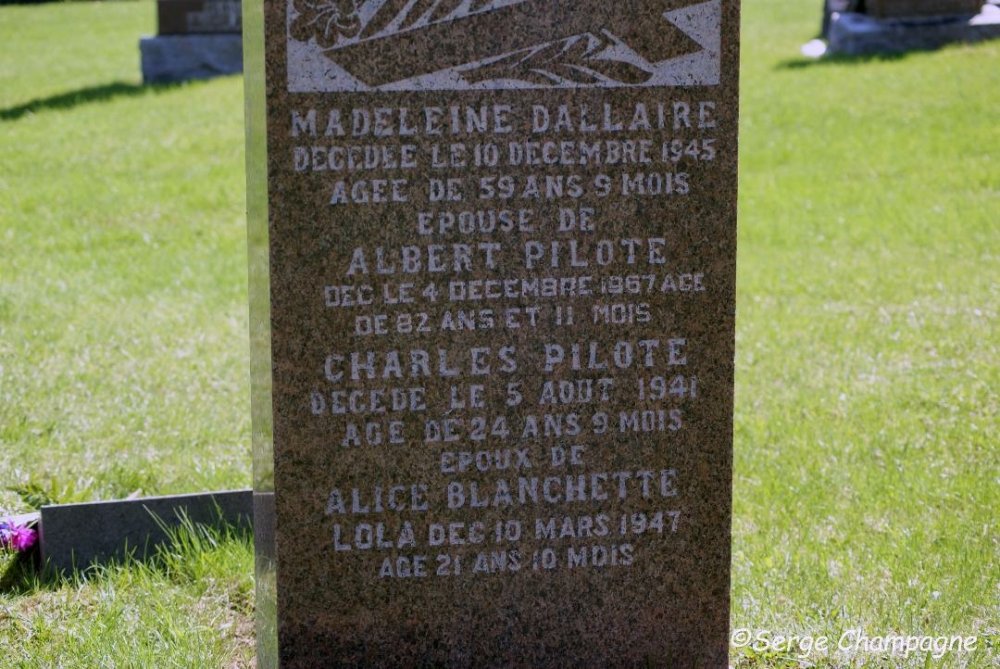 MADELEINE DALLAIRE
DECEDEE LE 10 DECEMBRE 1945
AGEE DE 59 ANS 9 MOIS
EPOUSE DE
ALBERT PILOTE
DEC LE 4 DECEMBRE 1967 AGE
DE 82 ANS ET 11 MOIS
CHARLES PILOTE
DECEDE LE 5 AOUT 1941
AGE DE 24 ANS 9 MOIS
EPOUX DE
ALICE BLANCHETTE
LOLA DEC 10 MARS 1947
AGE 21 ANS 10 MOIS
©Serge Champagne